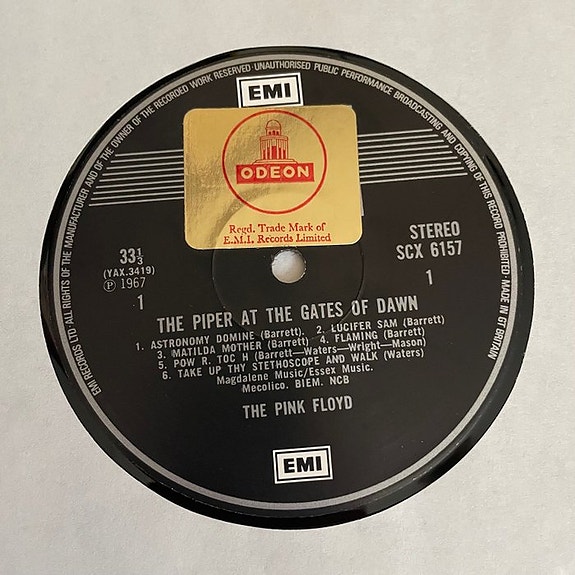 EMI RECORDS LTD·ALL RIGHTS OF THE MANUFACTURER AND OF THE OWNER OF THE RECORDED WORK RESERVED·UNAUTHORISED PUBLIC PERFORMANCE BROADCASTING AND COPYING OF THIS RECORD PROHIBITED·MADE IN GT BRITAIN
EMI
ODEON
Regd. Trade Mark of
E.M.I. Records Limited
33⅓
(YAX.3419)
Ⓟ 1967
1
STEREO
SCX 6157
1
THE PIPER AT THE GATES OF DAWN
1. ASTRONOMY DOMINE (Barrett). 2. LUCIFER SAM (Barrett)
3. MATILDA MOTHER (Barrett) 4. FLAMING (Barrett)
5. POW R. TOC H (Barrett—Waters—Wright—Mason)
6. TAKE UP THY STETHOSCOPE AND WALK (Waters)
Magdalene Music/Essex Music.
Mecolico. BIEM. NCB
THE PINK FLOYD
EMI